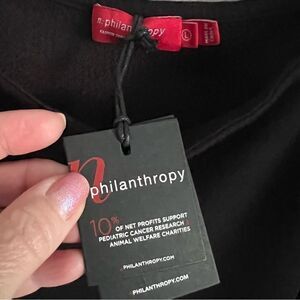 n:philanthropy
L
n
philanthropy
10%
OF NET PROFITS SUPPORT
PEDIATRIC CANCER RESEARCH &
ANIMAL WELFARE CHARITIES
PHILANTHROPY.COM
PHILANTHROPY.COM